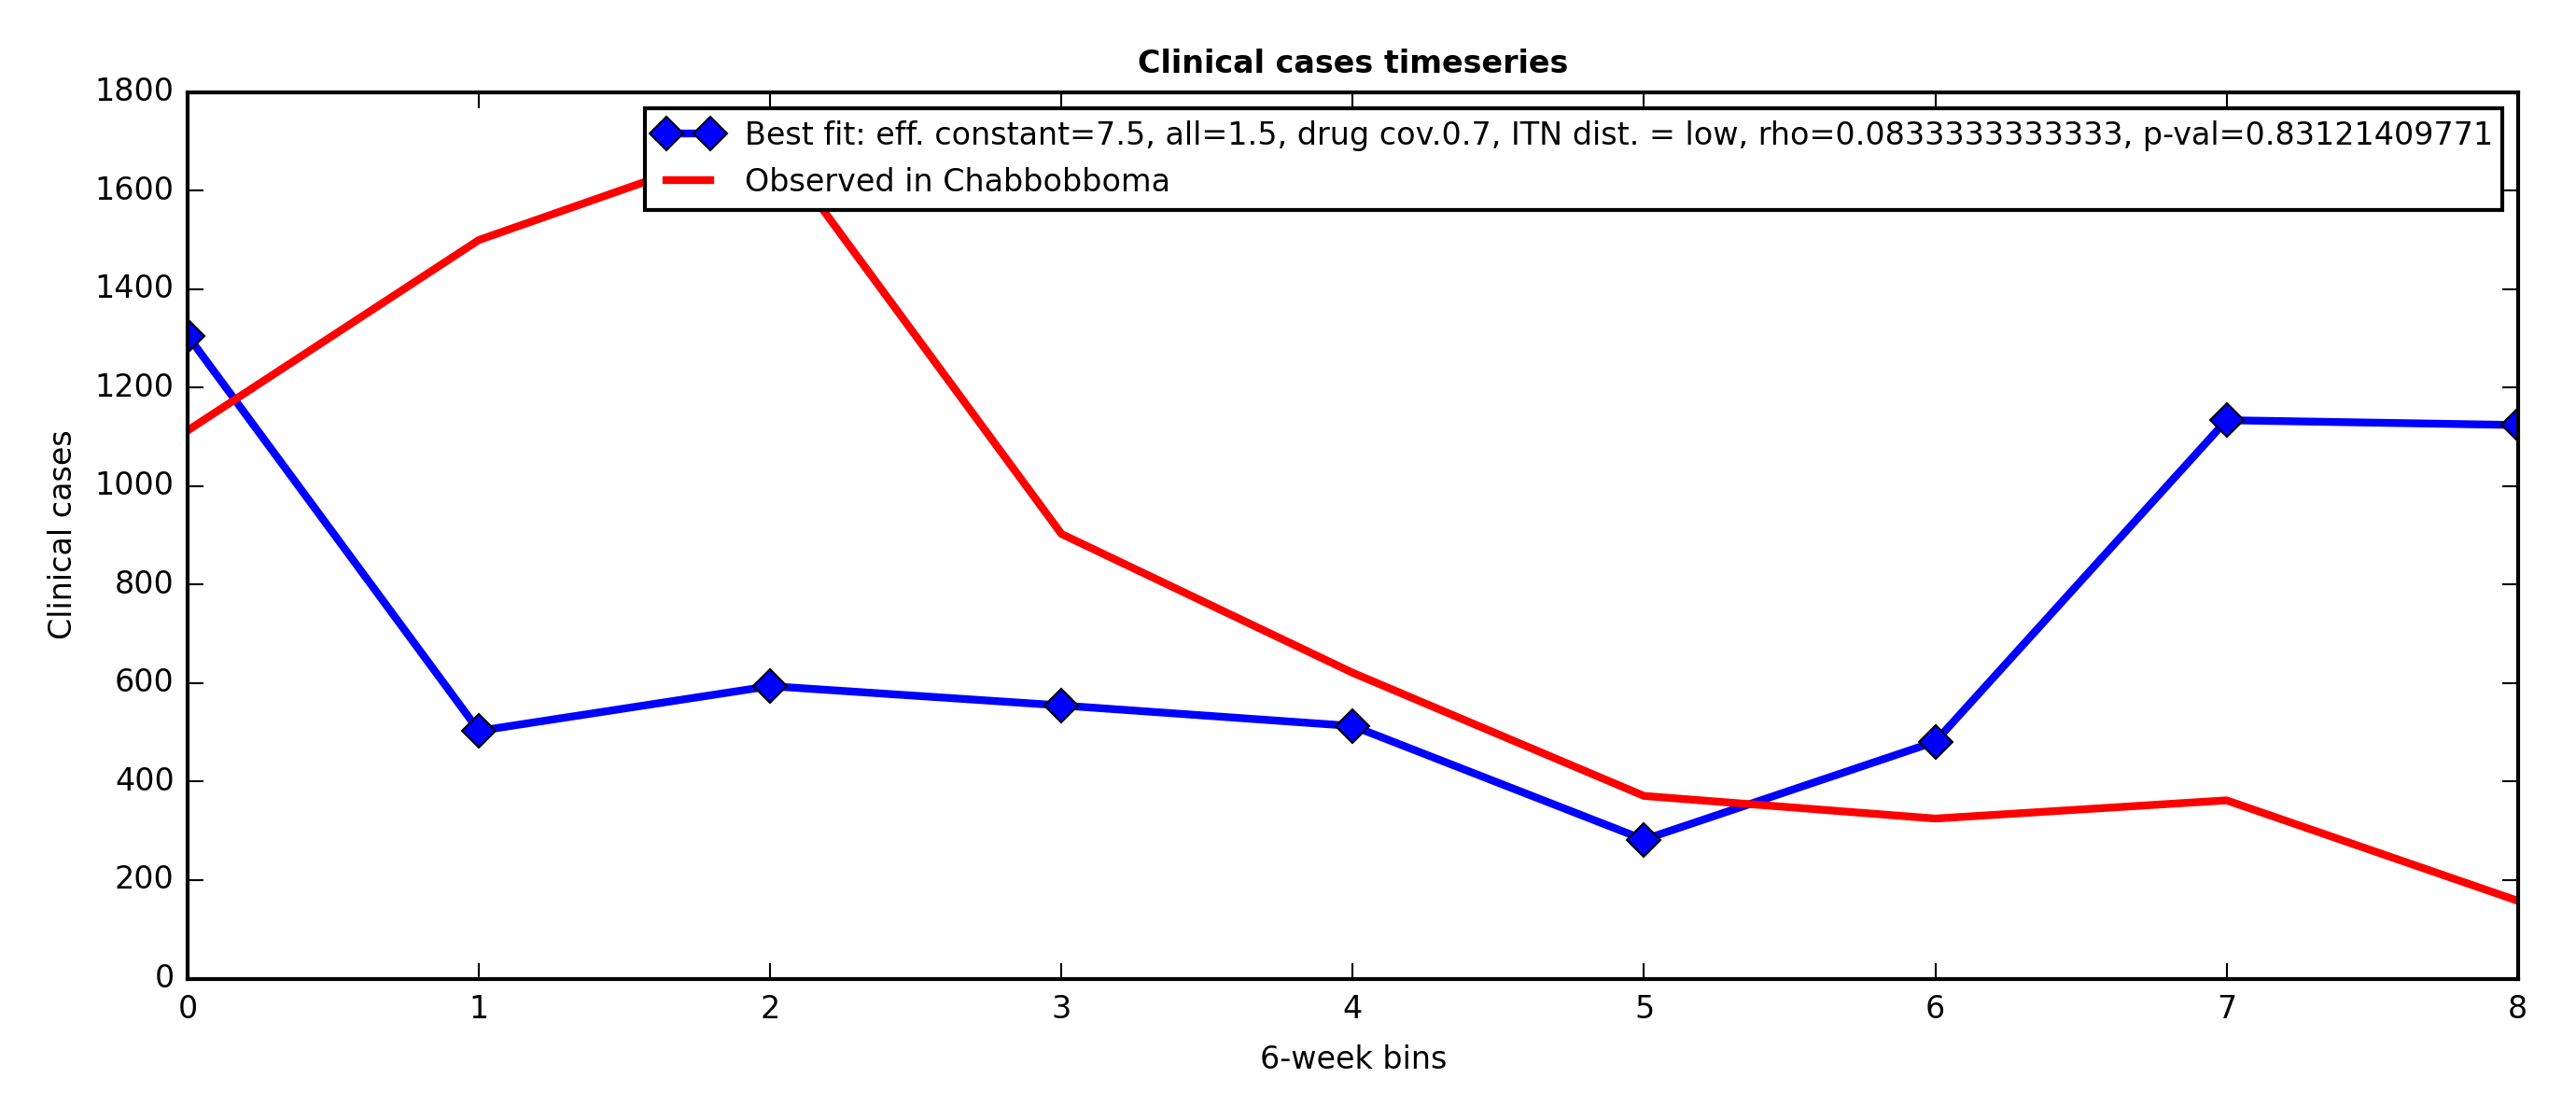 Clinical cases timeseries
1800
1600
1400
1200
1000
800
600
400
200
0
Clinical cases
Best fit: eff. constant=7.5, all=1.5, drug cov.0.7, ITN dist. = low, rho=0.0833333333333, p-val=0.83121409771
Observed in Chabbobboma
0 1 2 3 4 5 6 7 8
6-week bins